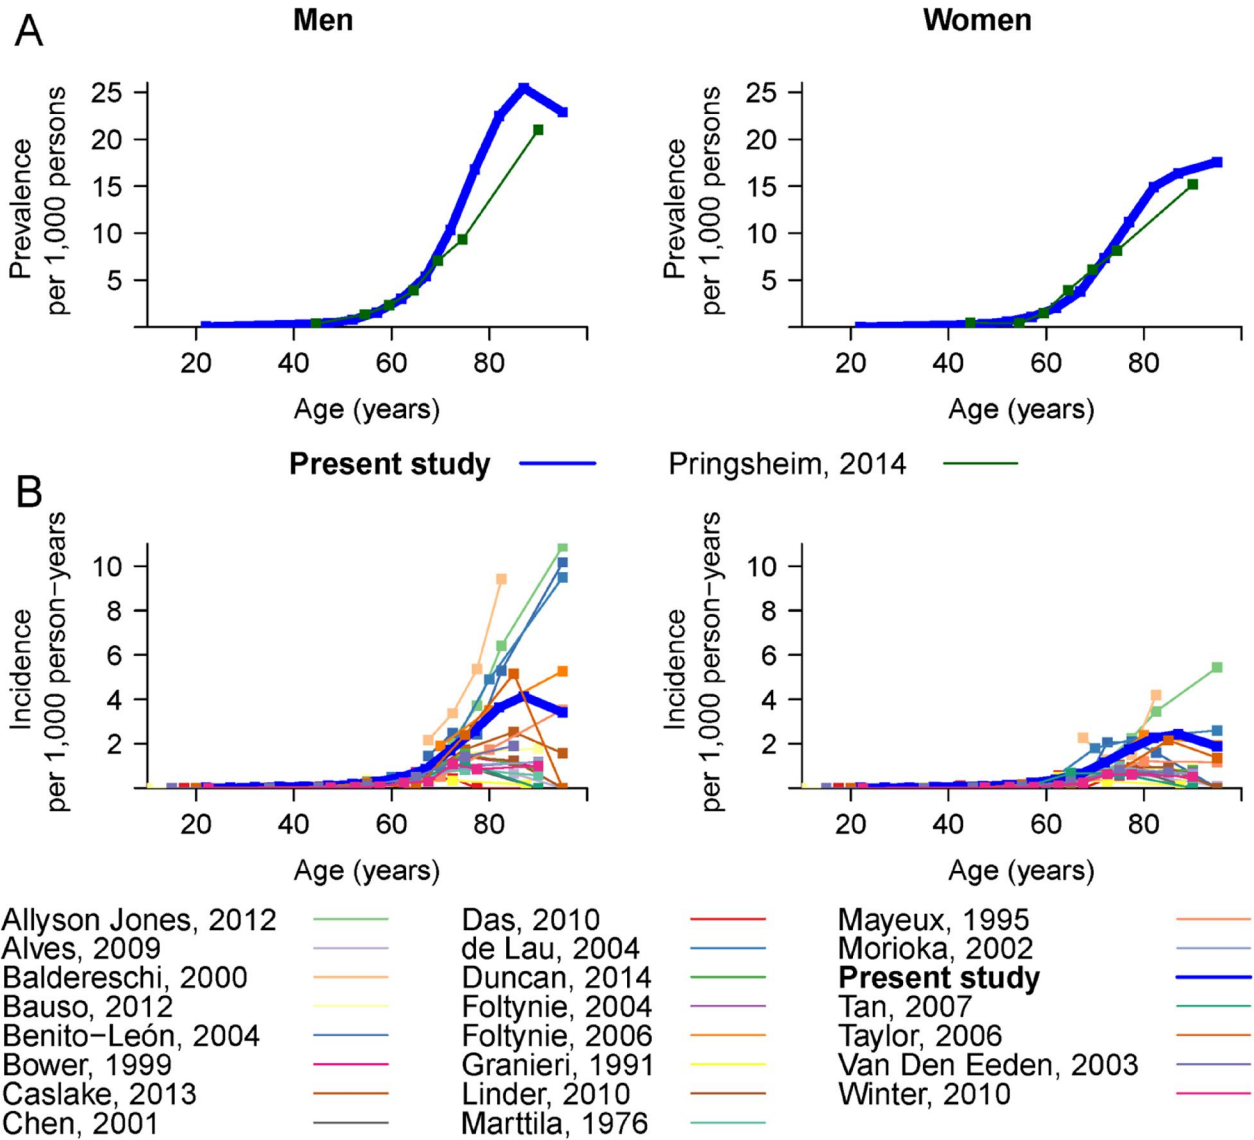 A
Men
Women
Prevalence
per 1,000 persons
25
20
15
10
5
20 40 60 80
Age (years)
Prevalence
per 1,000 persons
25
20
15
10
5
20 40 60 80
Age (years)
Present study
Pringsheim, 2014
B
Incidence
per 1,000 person−years
10
8
6
4
2
20 40 60 80
Age (years)
Incidence
per 1,000 person−years
10
8
6
4
2
20 40 60 80
Age (years)
Allyson Jones, 2012
Alves, 2009
Baldereschi, 2000
Bauso, 2012
Benito−León, 2004
Bower, 1999
Caslake, 2013
Chen, 2001
Das, 2010
de Lau, 2004
Duncan, 2014
Foltynie, 2004
Foltynie, 2006
Granieri, 1991
Linder, 2010
Marttila, 1976
Mayeux, 1995
Morioka, 2002
Present study
Tan, 2007
Taylor, 2006
Van Den Eeden, 2003
Winter, 2010